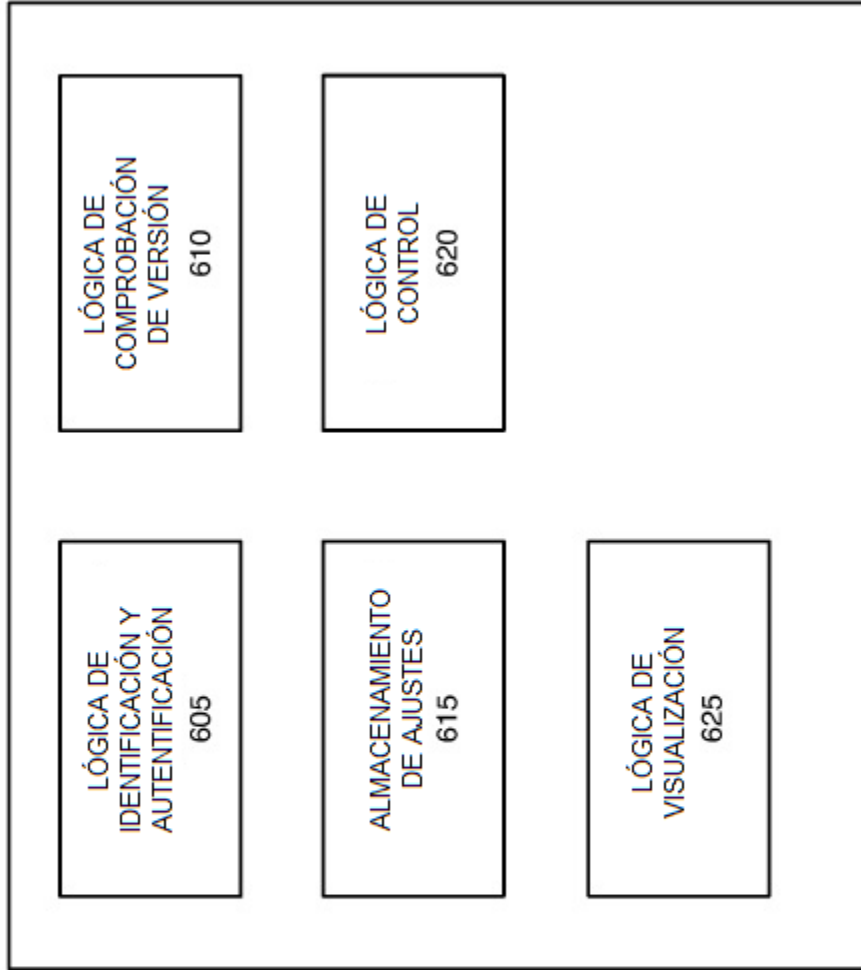 LÓGICA DE
IDENTIFICACIÓN Y
AUTENTIFICACIÓN
605
LÓGICA DE
COMPROBACIÓN
DE VERSIÓN
610
ALMACENAMIENTO
DE AJUSTES
615
LÓGICA DE
CONTROL
620
LÓGICA DE
VISUALIZACIÓN
625